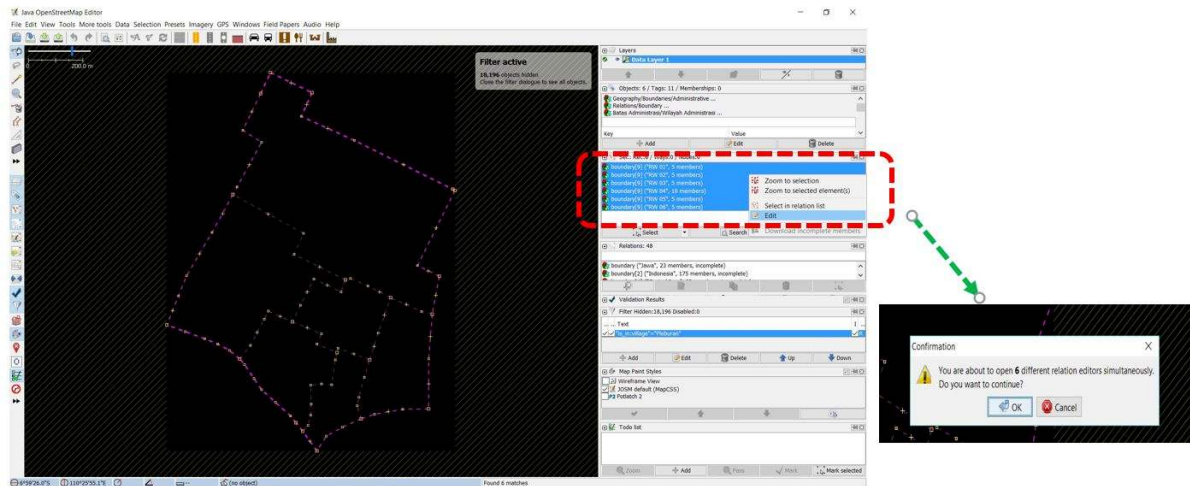 Java OpenStreetMap Editor
File Edit View Tools More tools Data Selection Presets Imagery GPS Windows Field Papers Audio Help
0 200.0 m
Filter active
18,196 objects hidden
Close the filter dialogue to see all objects.
Layers
Data Layer 1
Objects: 6 / Tags: 11 / Memberships: 0
Geography/Boundaries/Administrative ...
Relations/Boundary ...
Batas Administrasi/Wilayah Administrasi ...
Key Value
Add Edit Delete
boundary[9] ("RW 01", 5 members)
boundary[9] ("RW 02", 5 members)
boundary[9] ("RW 03", 5 members)
boundary[9] ("RW 04", 10 members)
boundary[9] ("RW 05", 5 members)
boundary[9] ("RW 06", 5 members)
Zoom to selection
Zoom to selected element(s)
Select in relation list
Edit
Download incomplete members
Select Search
Relations: 48
boundary ("Jawa", 23 members, incomplete)
boundary[2] ("Indonesia", 175 members, incomplete)
Validation Results
Filter Hidden:18,196 Disabled:0
... ... Text I ...
"is_in:village"="Pleburan"
Add Edit Delete Up Down
Map Paint Styles
Wireframe View
JOSM default (MapCSS)
Potlatch 2
Todo list
Zoom Add Pass Mark Mark selected
6°59'26.0"S 110°25'55.1"E (no object) Found 6 matches
Confirmation X
You are about to open 6 different relation editors simultaneously.
Do you want to continue?
OK Cancel